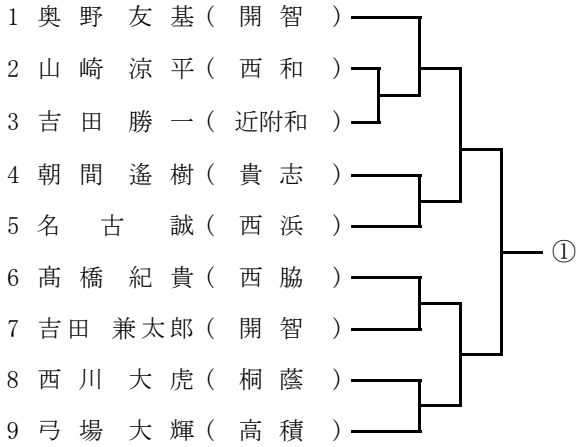 1 奥野友基(開智)
2 山崎涼平(西和)
3 吉田勝一(近附和)
4 朝間遙樹(貴志)
5 名古誠(西浜)
①
6 髙橋紀貴(西脇)
7 吉田兼太郎(開智)
8 西川大虎(桐蔭)
9 弓場大輝(高積)